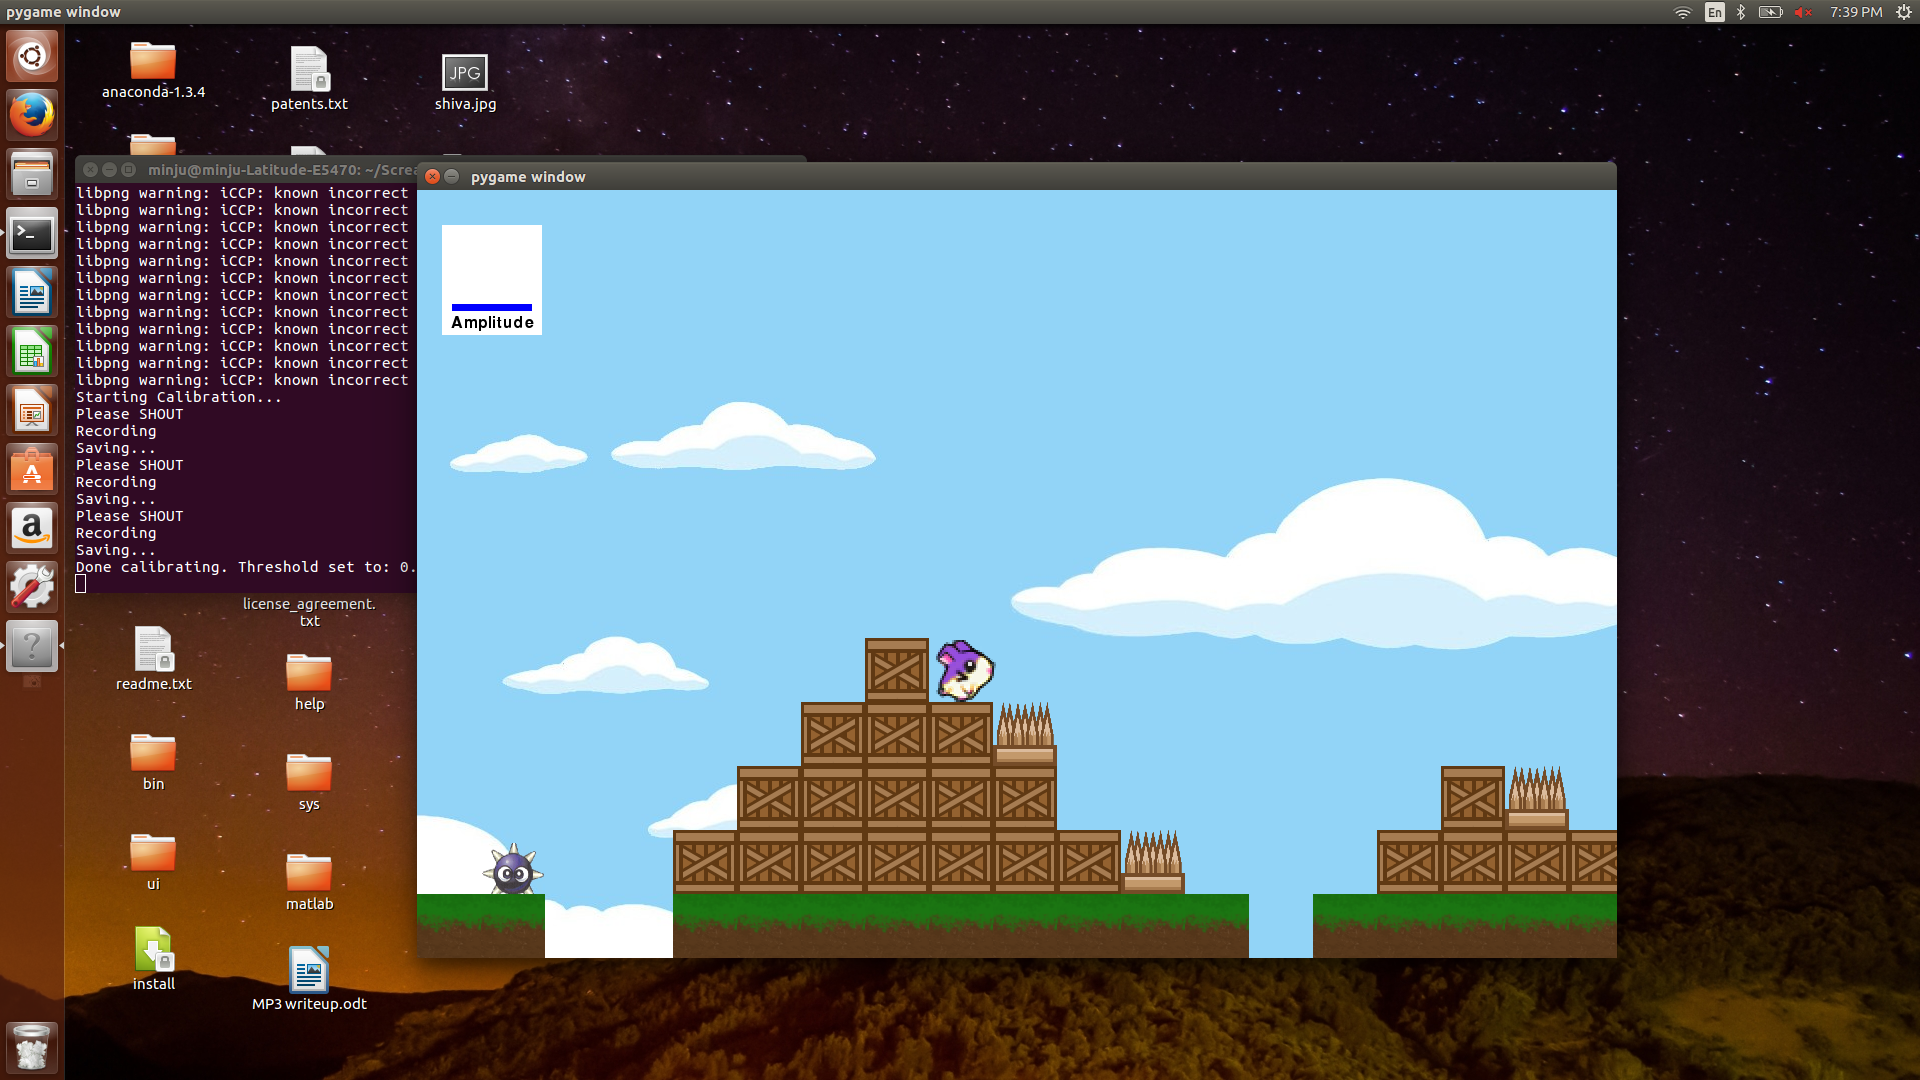 pygame window
En
7:39 PM
anaconda-1.3.4
patents.txt
JPG
shiva.jpg
minju@minju-Latitude-E5470: ~/Screa
pygame window
libpng warning: iCCP: known incorrect
libpng warning: iCCP: known incorrect
libpng warning: iCCP: known incorrect
libpng warning: iCCP: known incorrect
libpng warning: iCCP: known incorrect
libpng warning: iCCP: known incorrect
libpng warning: iCCP: known incorrect
libpng warning: iCCP: known incorrect
libpng warning: iCCP: known incorrect
libpng warning: iCCP: known incorrect
libpng warning: iCCP: known incorrect
libpng warning: iCCP: known incorrect
Starting Calibration...
Please SHOUT
Recording
Saving...
Please SHOUT
Recording
Saving...
Please SHOUT
Recording
Saving...
Done calibrating. Threshold set to: 0.
Amplitude
license_agreement.
txt
readme.txt
help
bin
sys
ui
matlab
install
MP3 writeup.odt